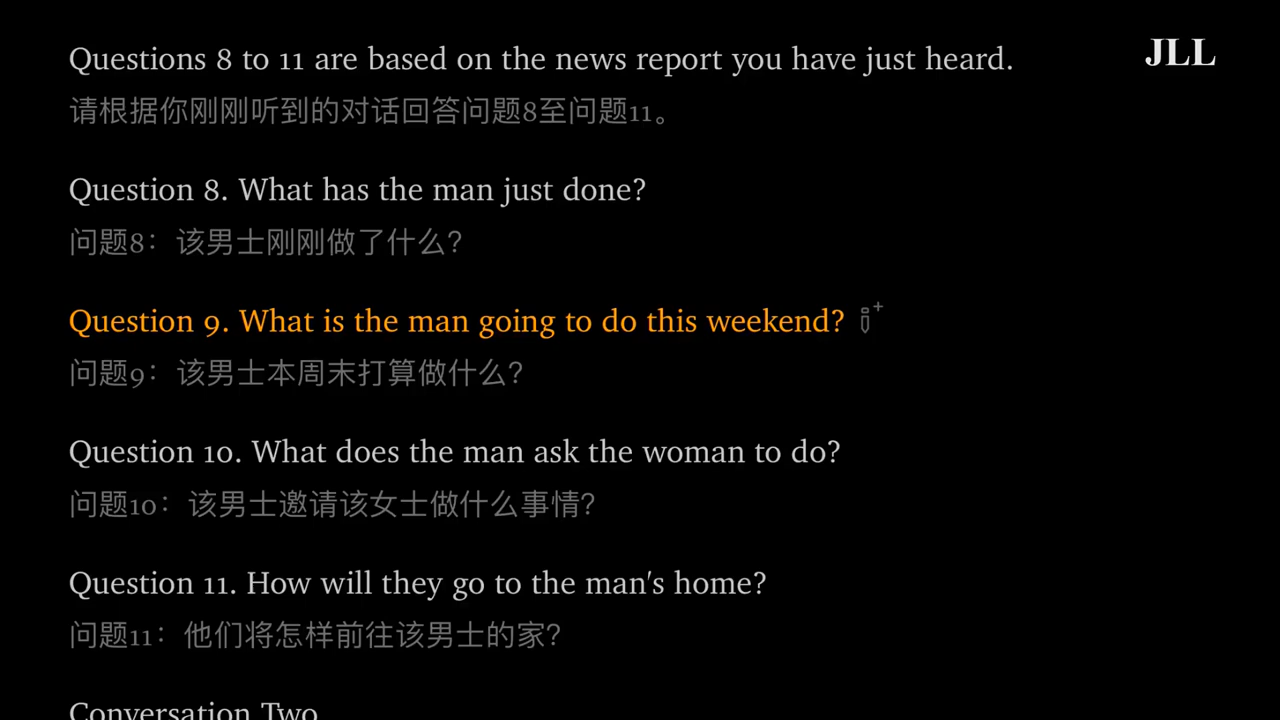 Questions 8 to 11 are based on the news report you have just heard.
JLL
请根据你刚刚听到的对话回答问题8至问题11。
Question 8. What has the man just done?
问题8：该男士刚刚做了什么？
Question 9. What is the man going to do this weekend?
问题9：该男士本周末打算做什么？
Question 10. What does the man ask the woman to do?
问题10：该男士邀请该女士做什么事情？
Question 11. How will they go to the man's home?
问题11：他们将怎样前往该男士的家？
Conversation Two